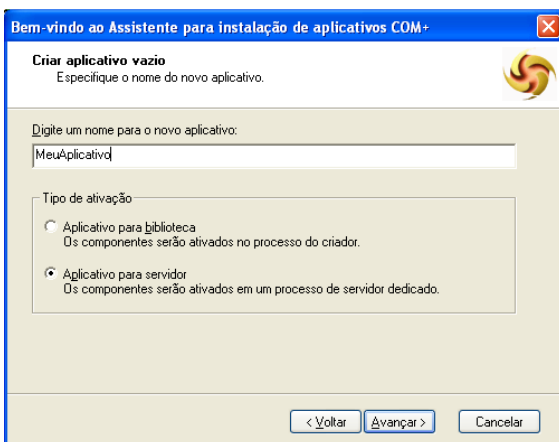 Bem-vindo ao Assistente para instalação de aplicativos COM+
Criar aplicativo vazio
Especifique o nome do novo aplicativo.
Digite um nome para o novo aplicativo:
MeuAplicativo
Tipo de ativação
Aplicativo para biblioteca
Os componentes serão ativados no processo do criador.
Aplicativo para servidor
Os componentes serão ativados em um processo de servidor dedicado.
< Voltar
Avançar >
Cancelar